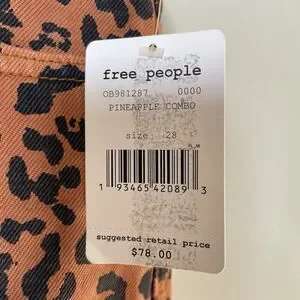 free people
OB981287 0000
PINEAPPLE COMBO
size 28
1 93465 42089 3
suggested retail price
$78.00